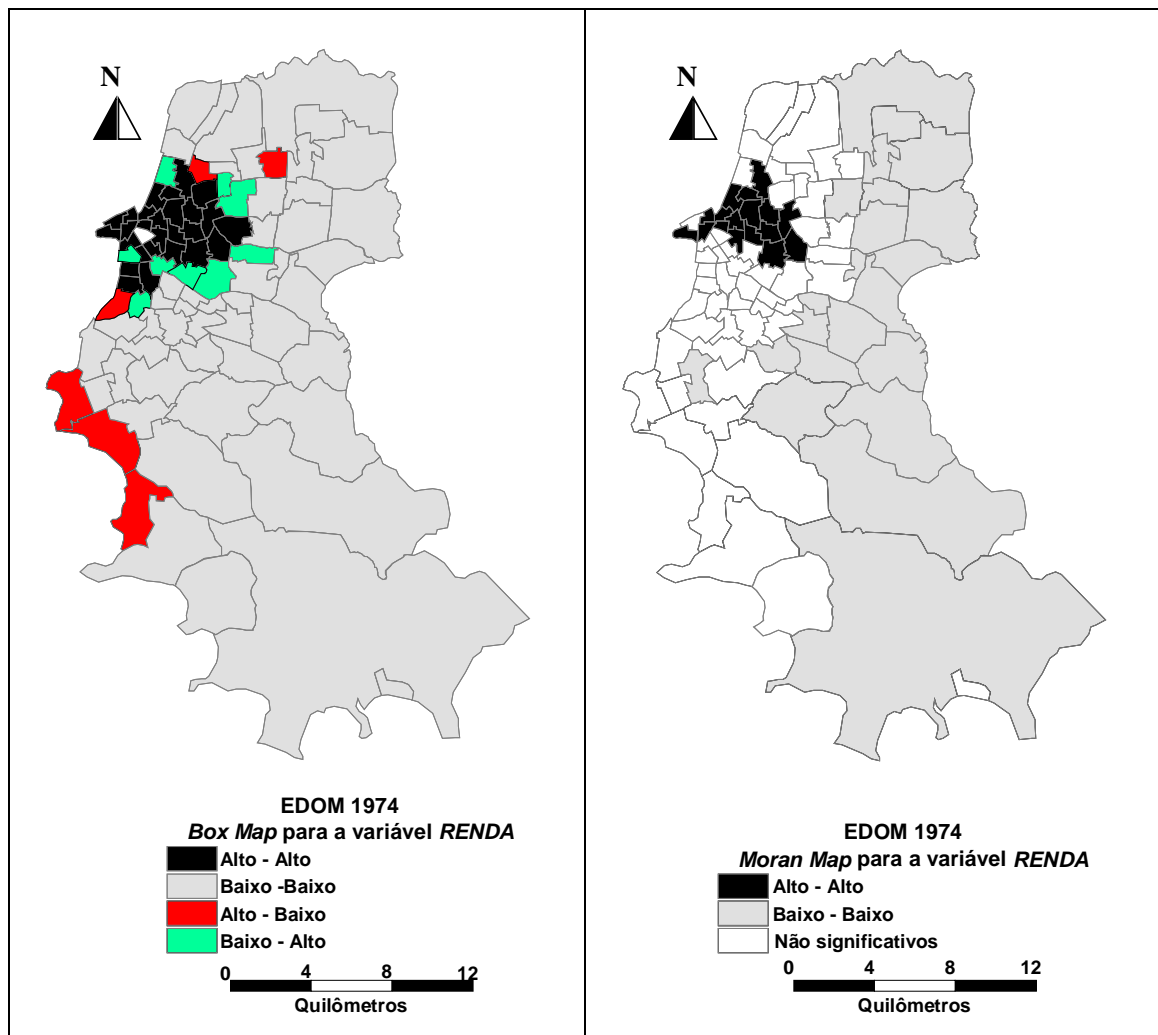 N
EDOM 1974
Box Map para a variável RENDA
Alto - Alto
Baixo -Baixo
Alto - Baixo
Baixo - Alto
0 4 8 12
Quilômetros
N
EDOM 1974
Moran Map para a variável RENDA
Alto - Alto
Baixo - Baixo
Não significativos
0 4 8 12
Quilômetros